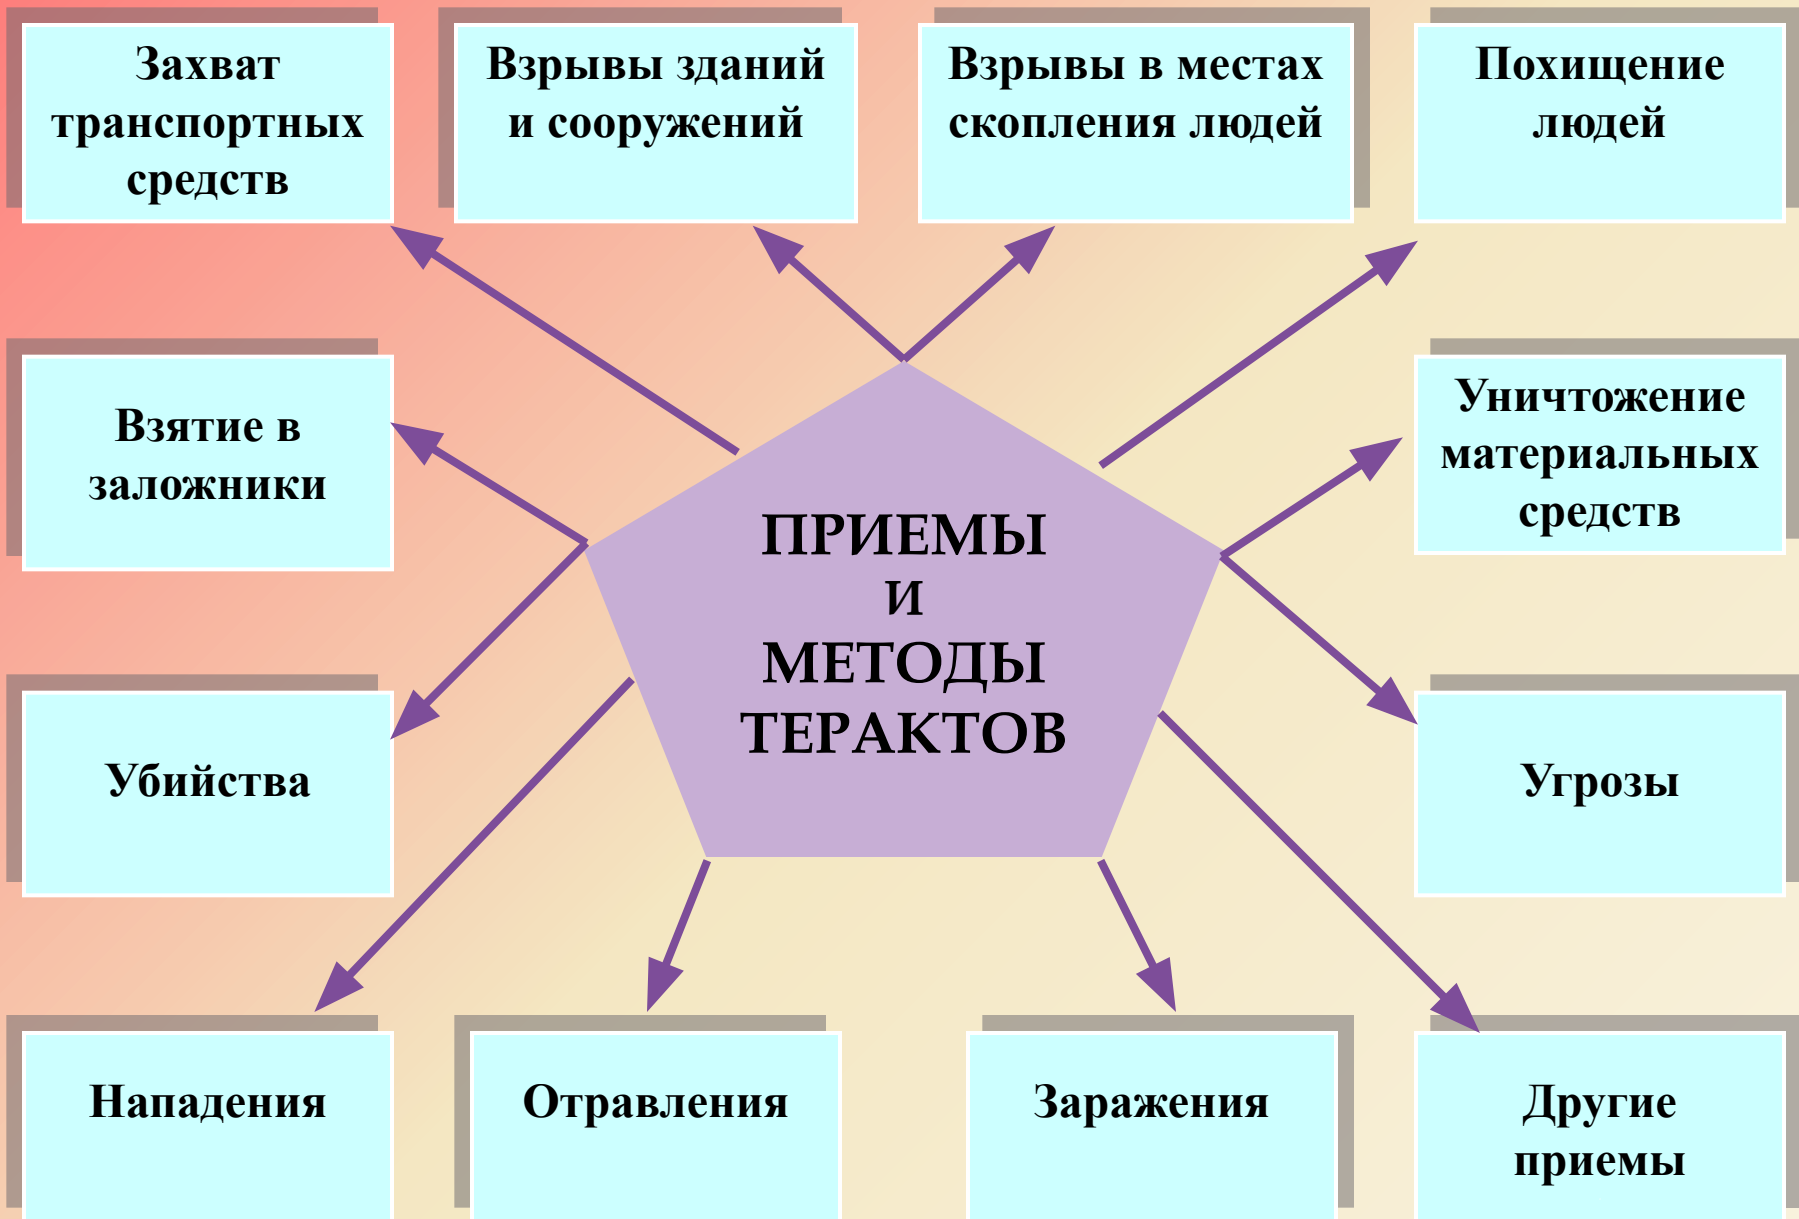 Захват
транспортных
средств
Взрывы зданий
и сооружений
Взрывы в местах
скопления людей
Похищение
людей
Взятие в
заложники
Уничтожение
материальных
средств
ПРИЕМЫ
И
МЕТОДЫ
ТЕРАКТОВ
Убийства
Угрозы
Нападения
Отравления
Заражения
Другие
приемы